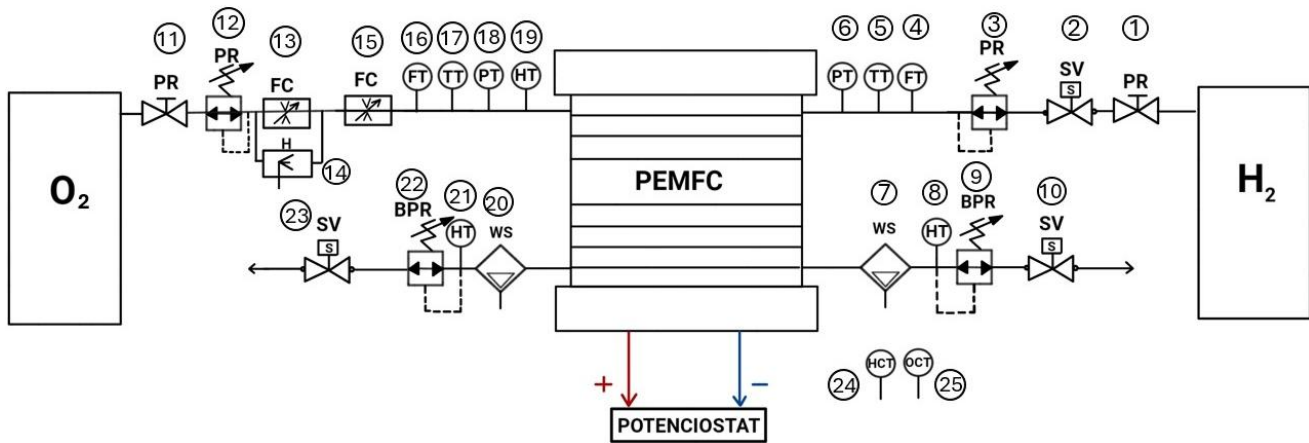 12
11 PR 13 15 16 17 18 19
PR FC FC FT TT PT HT
H
14
O₂
22 21 20
23 BPR HT WS
SV
S
PEMFC
6 5 4 3 2 1
PT TT FT PR SV PR
S
H₂
7 8 9 10
WS HT BPR SV
S
24 HCT OCT 25
+ −
POTENCIOSTAT